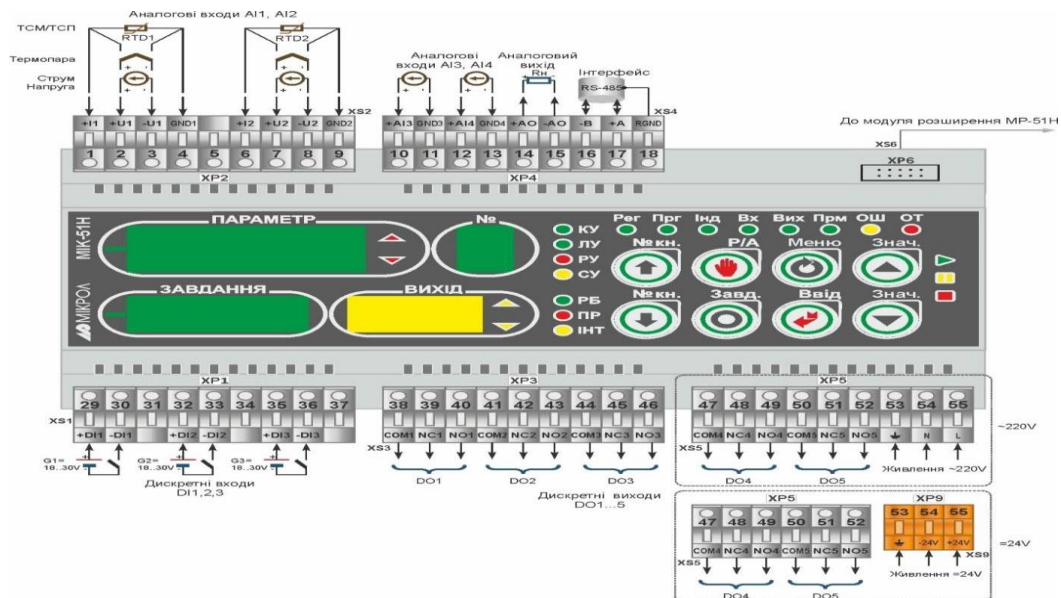 Аналогові входи AI1, AI2
ТСМ/ТСП
RTD1
RTD2
Термопара
Струм
Напруга
Аналогові
входи AI3, AI4
Аналоговий
вихід
Rн
Інтерфейс
RS-485
XS2
XS4
+I1 +U1 -U1 GND1 +I2 +U2 -U2 GND2
1 2 3 4 5 6 7 8 9
+AI3 GND3 +AI4 GND4 +AO -AO -B +A RGND
10 11 12 13 14 15 16 17 18
До модуля розширення МР-51Н
XS6
XP6
XP2
XP4
МІК-51Н
МІКРОЛ
ПАРАМЕТР
№
ЗАВДАННЯ
ВИХІД
КУ
ЛУ
РУ
СУ
РБ
ПР
ІНТ
Рег Прг Інд Вх Вих Прм ОШ ОТ
№кн. Р/А Меню Знач.
№кн. Завд. Ввід Знач.
XP1
XP3
XP5
29 30 31 32 33 34 35 36 37
38 39 40 41 42 43 44 45 46
47 48 49 50 51 52 53 54 55
XS1
+DI1 -DI1 +DI2 -DI2 +DI3 -DI3
COM1 NC1 NO1 COM2 NC2 NO2 COM3 NC3 NO3
COM4 NC4 NO4 COM5 NC5 NO5 N L
~220V
XS3
XS5
G1=
18..30V
G2=
18..30V
G3=
18..30V
Дискретні входи
DI1,2,3
DO1
DO2
DO3
Дискретні виходи
DO1...5
DO4
DO5
Живлення ~220V
XP5
XP9
47 48 49 50 51 52
53 54 55
COM4 NC4 NO4 COM5 NC5 NO5
-24V +24V
XS5
XS9
=24V
DO4
DO5
Живлення =24V